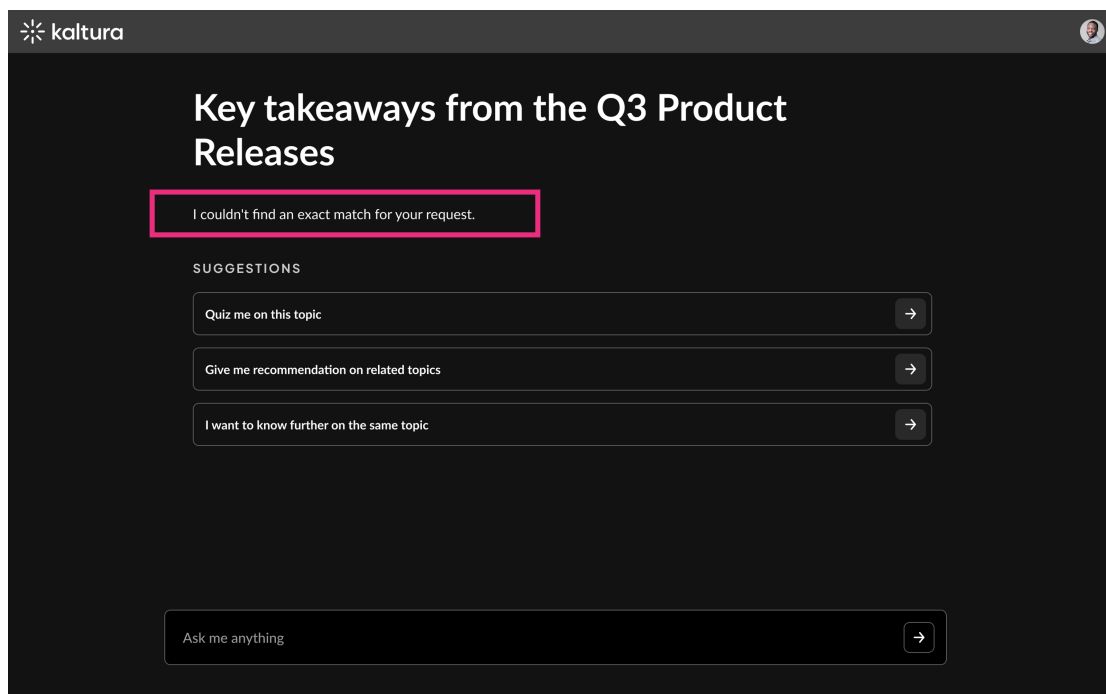 kaltura
Key takeaways from the Q3 Product
Releases
I couldn't find an exact match for your request.
SUGGESTIONS
Quiz me on this topic
Give me recommendation on related topics
I want to know further on the same topic
Ask me anything